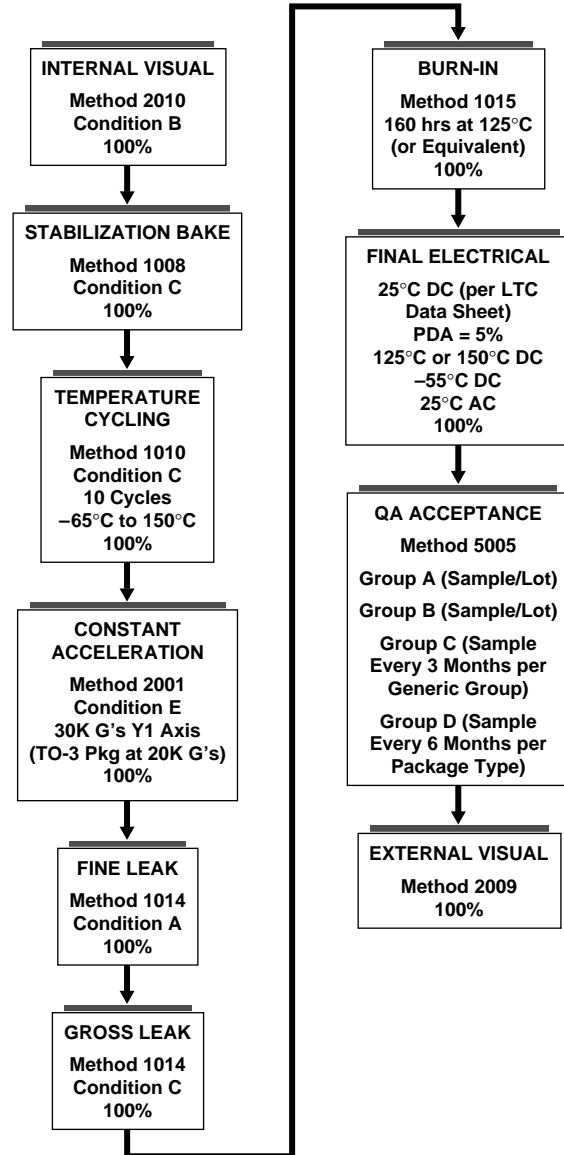 INTERNAL VISUAL
Method 2010
Condition B
100%
STABILIZATION BAKE
Method 1008
Condition C
100%
TEMPERATURE
CYCLING
Method 1010
Condition C
10 Cycles
–65°C to 150°C
100%
CONSTANT
ACCELERATION
Method 2001
Condition E
30K G's Y1 Axis
(TO-3 Pkg at 20K G's)
100%
FINE LEAK
Method 1014
Condition A
100%
GROSS LEAK
Method 1014
Condition C
100%
BURN-IN
Method 1015
160 hrs at 125°C
(or Equivalent)
100%
FINAL ELECTRICAL
25°C DC (per LTC
Data Sheet)
PDA = 5%
125°C or 150°C DC
–55°C DC
25°C AC
100%
QA ACCEPTANCE
Method 5005
Group A (Sample/Lot)
Group B (Sample/Lot)
Group C (Sample
Every 3 Months per
Generic Group)
Group D (Sample
Every 6 Months per
Package Type)
EXTERNAL VISUAL
Method 2009
100%